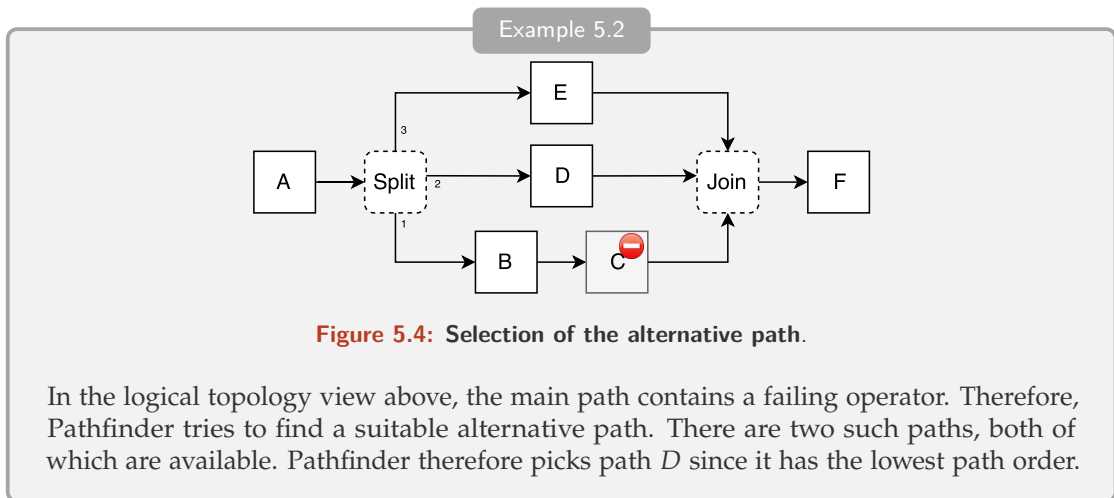 Example 5.2
E
3
A
Split
2
D
Join
F
1
B
C
Figure 5.4: Selection of the alternative path.
In the logical topology view above, the main path contains a failing operator. Therefore,
Pathfinder tries to find a suitable alternative path. There are two such paths, both of
which are available. Pathfinder therefore picks path D since it has the lowest path order.